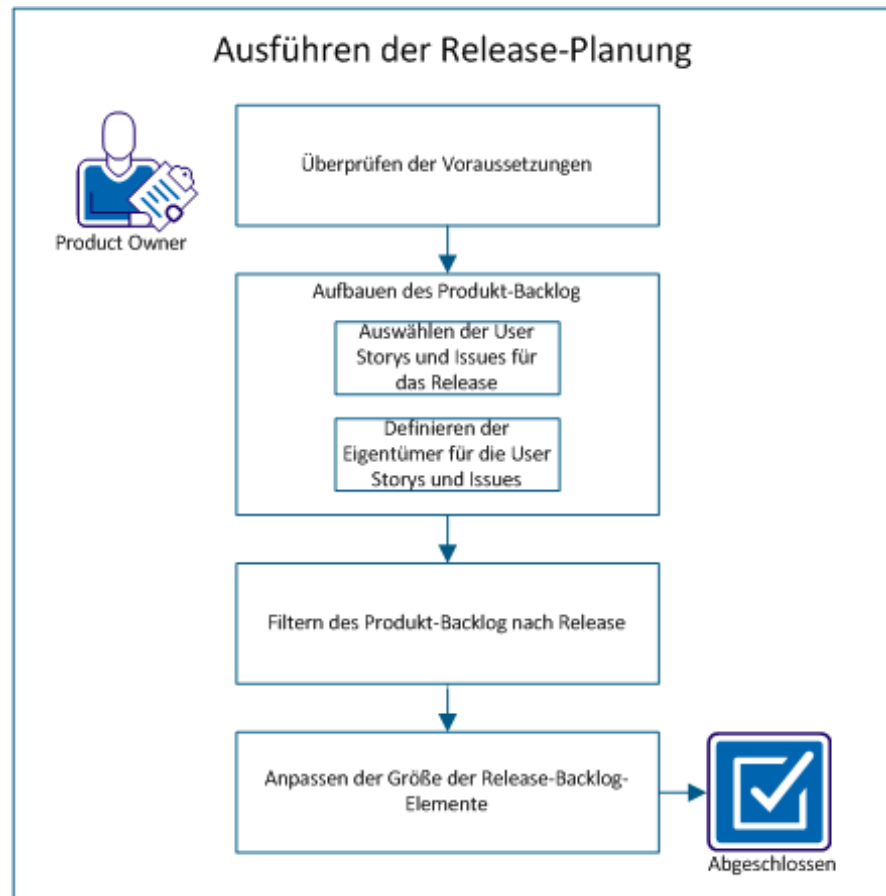 Ausführen der Release-Planung
Product Owner
Überprüfen der Voraussetzungen
Aufbauen des Produkt-Backlog
Auswählen der User
Storys und Issues für
das Release
Definieren der
Eigentümer für die User
Storys und Issues
Filtern des Produkt-Backlog nach Release
Anpassen der Größe der Release-Backlog-
Elemente
Abgeschlossen